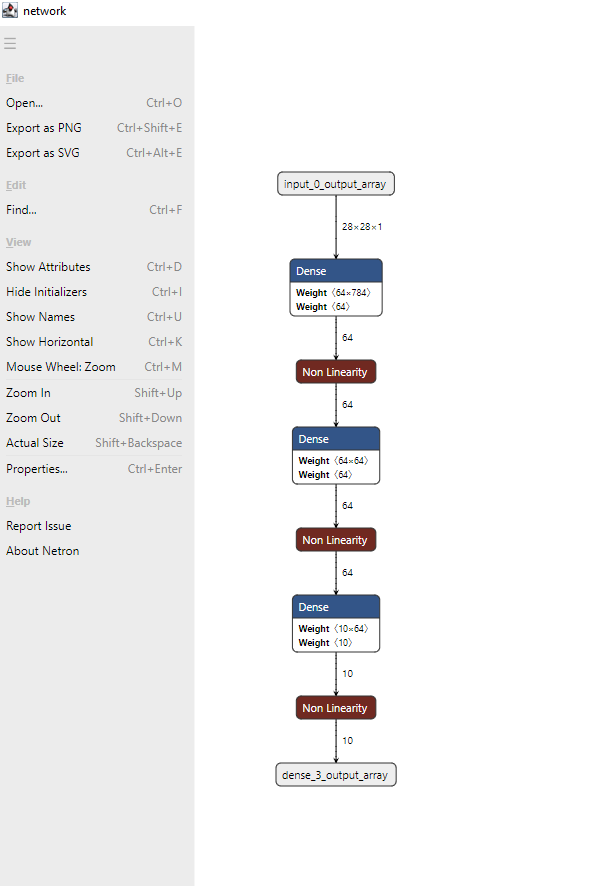 network
File
Open... Ctrl+O
Export as PNG Ctrl+Shift+E
Export as SVG Ctrl+Alt+E
Edit
Find... Ctrl+F
View
Show Attributes Ctrl+D
Hide Initializers Ctrl+I
Show Names Ctrl+U
Show Horizontal Ctrl+K
Mouse Wheel: Zoom Ctrl+M
Zoom In Shift+Up
Zoom Out Shift+Down
Actual Size Shift+Backspace
Properties... Ctrl+Enter
Help
Report Issue
About Netron
input_0_output_array
28×28×1
Dense
Weight 〈64×784〉
Weight 〈64〉
64
Non Linearity
64
Dense
Weight 〈64×64〉
Weight 〈64〉
64
Non Linearity
64
Dense
Weight 〈10×64〉
Weight 〈10〉
10
Non Linearity
10
dense_3_output_array